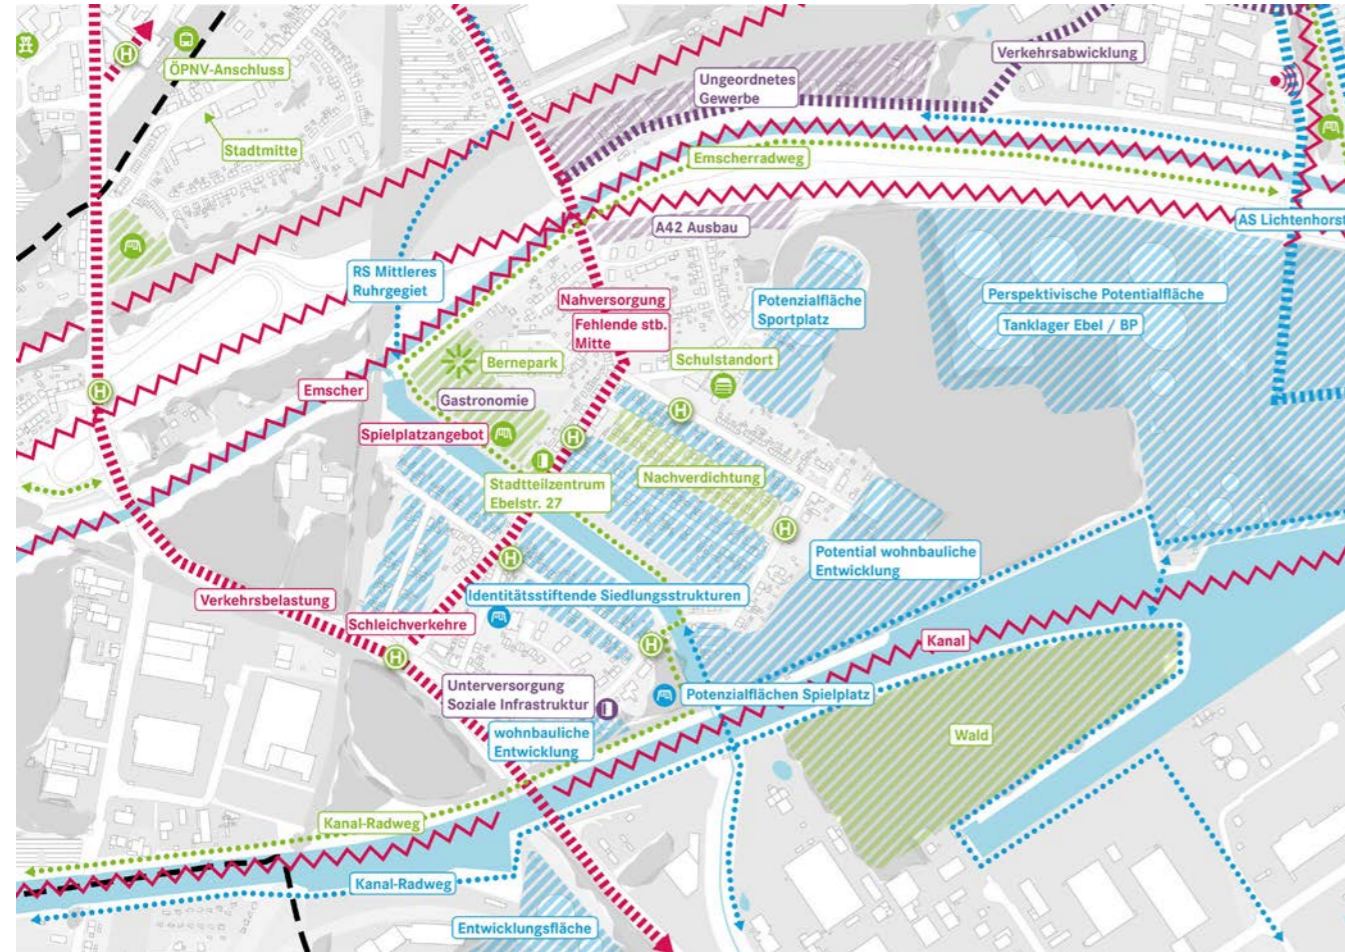 H
ÖPNV-Anschluss
Stadtmitte
Verkehrsabwicklung
Ungeordnetes
Gewerbe
Emscherradweg
A42 Ausbau
AS Lichtenhorst
RS Mittleres
Ruhrgegiet
Nahversorgung
Fehlende stb.
Mitte
Potenzialfläche
Sportplatz
Perspektivische Potentialfläche
Tanklager Ebel / BP
Bernepark
Schulstandort
Emscher
H
Gastronomie
H
Spielplatzangebot
H
Stadtteilzentrum
Ebelstr. 27
Nachverdichtung
H
H
Potential wohnbauliche
Entwicklung
Identitätsstiftende Siedlungsstrukturen
Verkehrsbelastung
Schleichverkehre
H
H
Kanal
Unterversorgung
Soziale Infrastruktur
Potenzialflächen Spielplatz
wohnbauliche
Entwicklung
Wald
Kanal-Radweg
Kanal-Radweg
Entwicklungsfläche